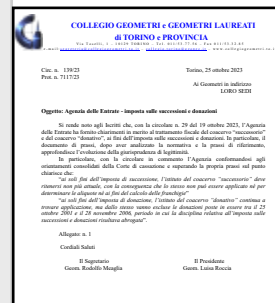 COLLEGIO GEOMETRI e GEOMETRI LAUREATI
di TORINO e PROVINCIA
Circ. n. 139/23
Torino, 25 ottobre 2023
Prot. n. 7117/23
Ai Geometri in indirizzo
LORO SEDI
Oggetto: Agenzia delle Entrate - imposta sulle successioni e donazioni
Si rende noto agli Iscritti che, con la circolare n. 29 del 19 ottobre 2023, l'Agenzia
delle Entrate ha fornito chiarimenti in merito al trattamento fiscale del coacervo "successorio"
e del coacervo "donativo", ai fini dell'imposta sulle successioni e donazioni. In particolare, il
documento di prassi, dopo aver analizzato la normativa e la prassi di riferimento,
approfondisce l'evoluzione della giurisprudenza di legittimità.
In particolare, con la circolare in commento l'Agenzia conformandosi agli
orientamenti consolidati della Corte di cassazione e superando la propria prassi sul punto
chiarisce che:
"ai soli fini dell'imposta di successione, l'istituto del coacervo "successorio" deve
ritenersi non più attuale, con la conseguenza che lo stesso non può essere applicato né per
determinare le aliquote né ai fini del calcolo delle franchigie"
"ai soli fini dell'imposta di donazione, l'istituto del coacervo "donativo" continua a
trovare applicazione, ma dallo stesso vanno escluse le donazioni poste in essere tra il 25
ottobre 2001 e il 28 novembre 2006, periodo in cui la disciplina relativa all'imposta sulle
successioni e donazioni risultava abrogata".
Allegato: n. 1
Cordiali Saluti
Il Segretario
Il Presidente
Geom. Rodolfo Meaglia
Geom. Luisa Roccia